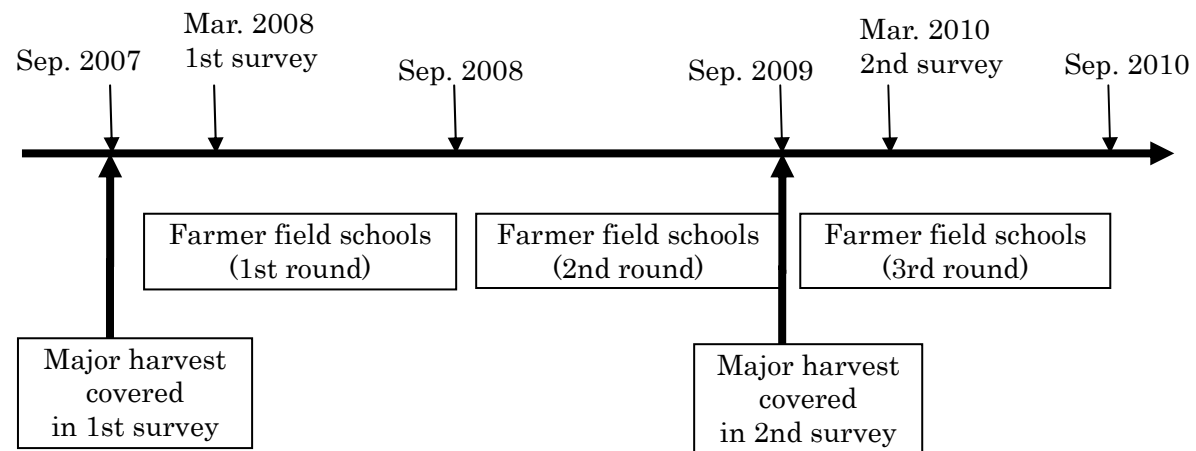 Sep. 2007
Mar. 2008
1st survey
Sep. 2008
Sep. 2009
Mar. 2010
2nd survey
Sep. 2010
Farmer field schools
(1st round)
Farmer field schools
(2nd round)
Farmer field schools
(3rd round)
Major harvest
covered
in 1st survey
Major harvest
covered
in 2nd survey